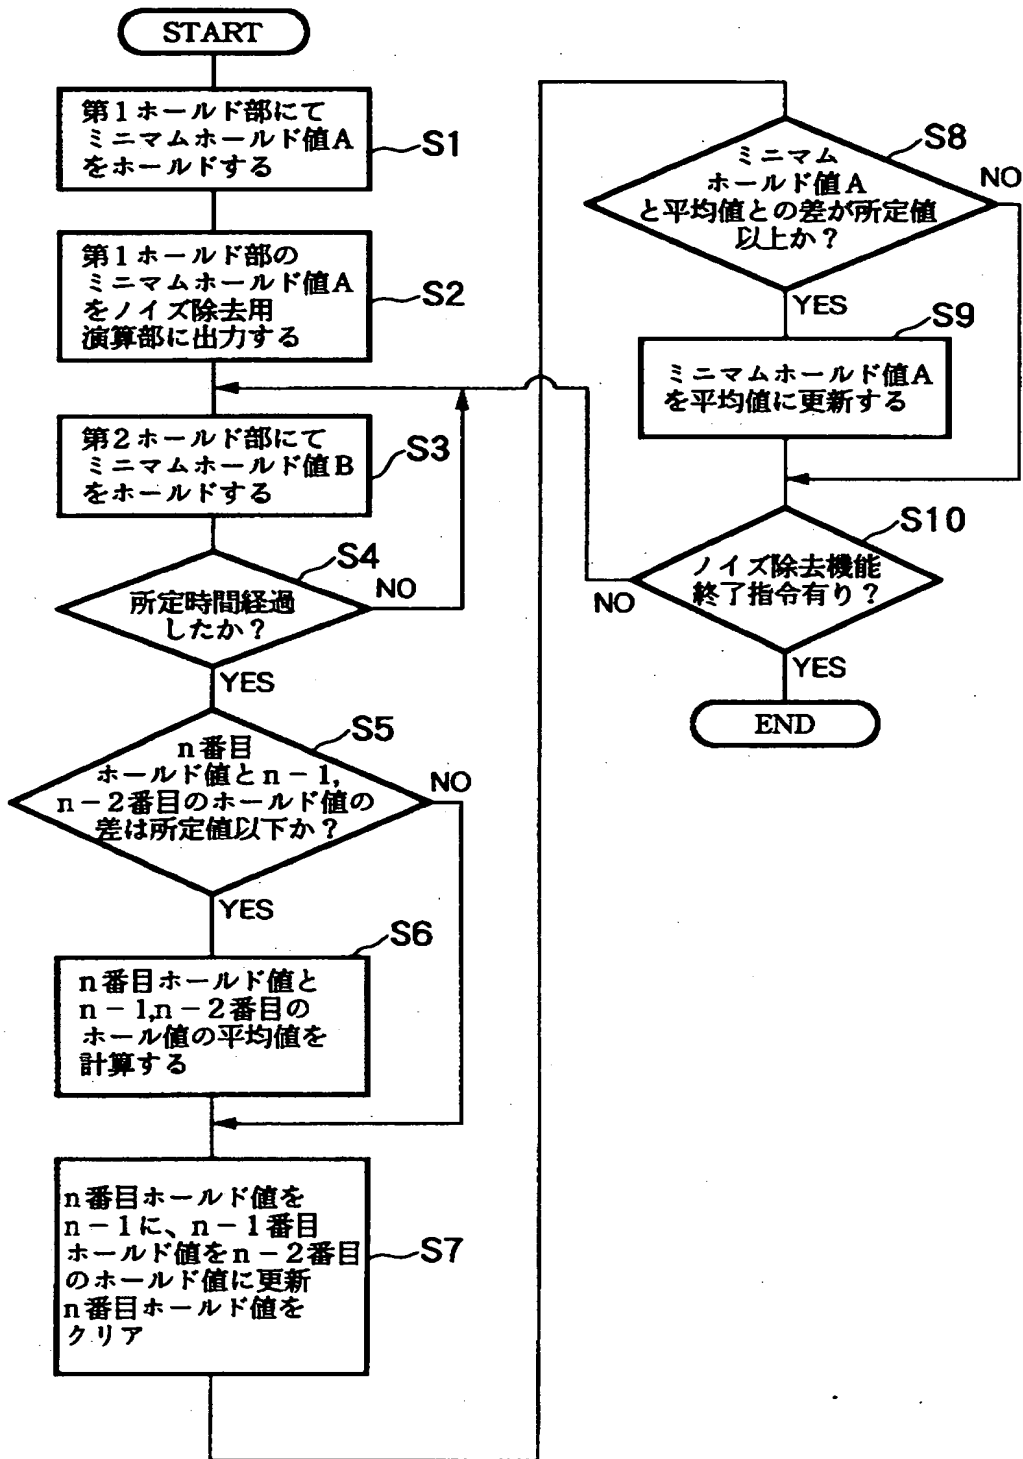 START
第1ホールド部にて
ミニマムホールド値A
をホールドする
S1
第1ホールド部の
ミニマムホールド値A
をノイズ除去用
演算部に出力する
S2
第2ホールド部にて
ミニマムホールド値B
をホールドする
S3
S4
所定時間経過
したか?
NO
YES
S5
n番目
ホールド値とn-1,
n-2番目のホールド値の
差は所定値以下か?
NO
YES
S6
n番目ホールド値と
n-1,n-2番目の
ホール値の平均値を
計算する
n番目ホールド値を
n-1に、n-1番目
ホールド値をn-2番目
のホールド値に更新
n番目ホールド値を
クリア
S7
S8
ミニマム
ホールド値A
と平均値との差が所定値
以上か?
NO
YES
S9
ミニマムホールド値A
を平均値に更新する
S10
ノイズ除去機能
終了指令有り?
NO
YES
END